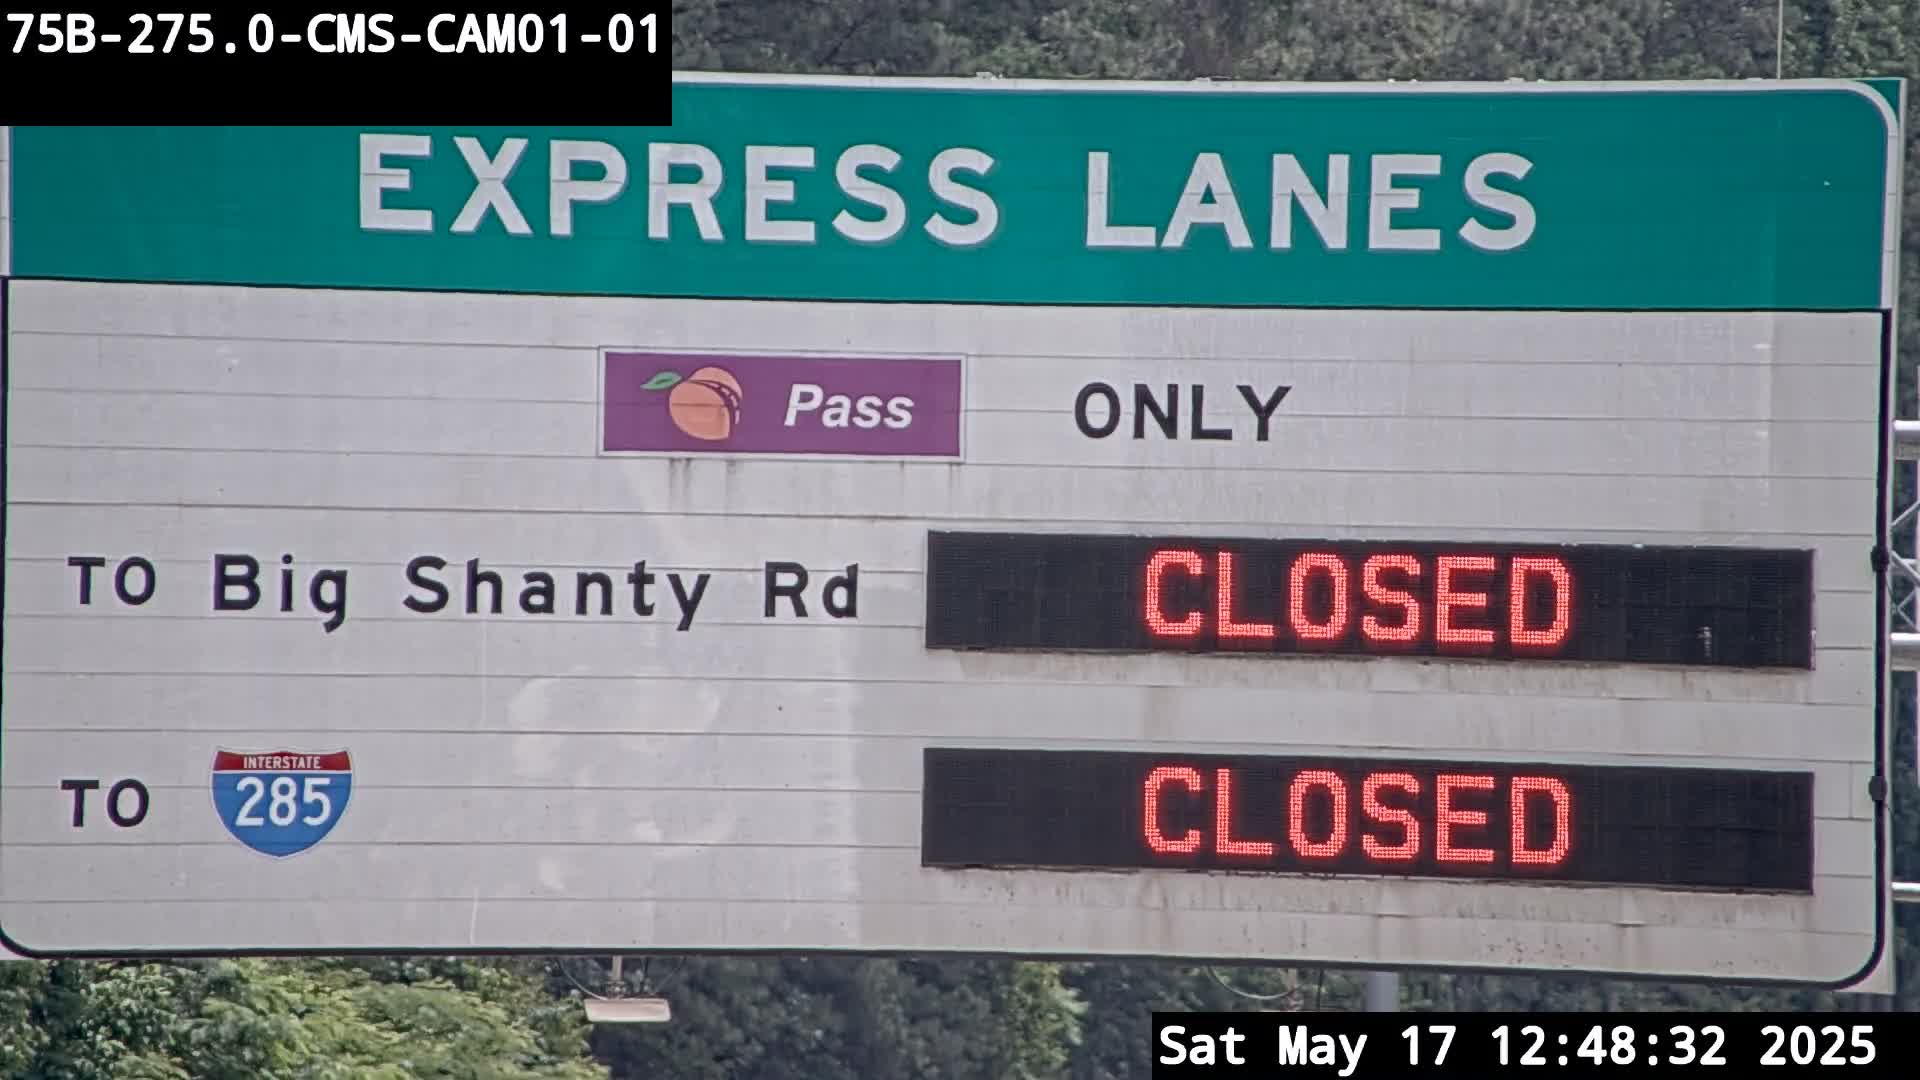 75B-275.0-CMS-CAM01-01
EXPRESS LANES
Pass ONLY
TO Big Shanty Rd CLOSED
TO INTERSTATE 285 CLOSED
Sat May 17 12:48:32 2025